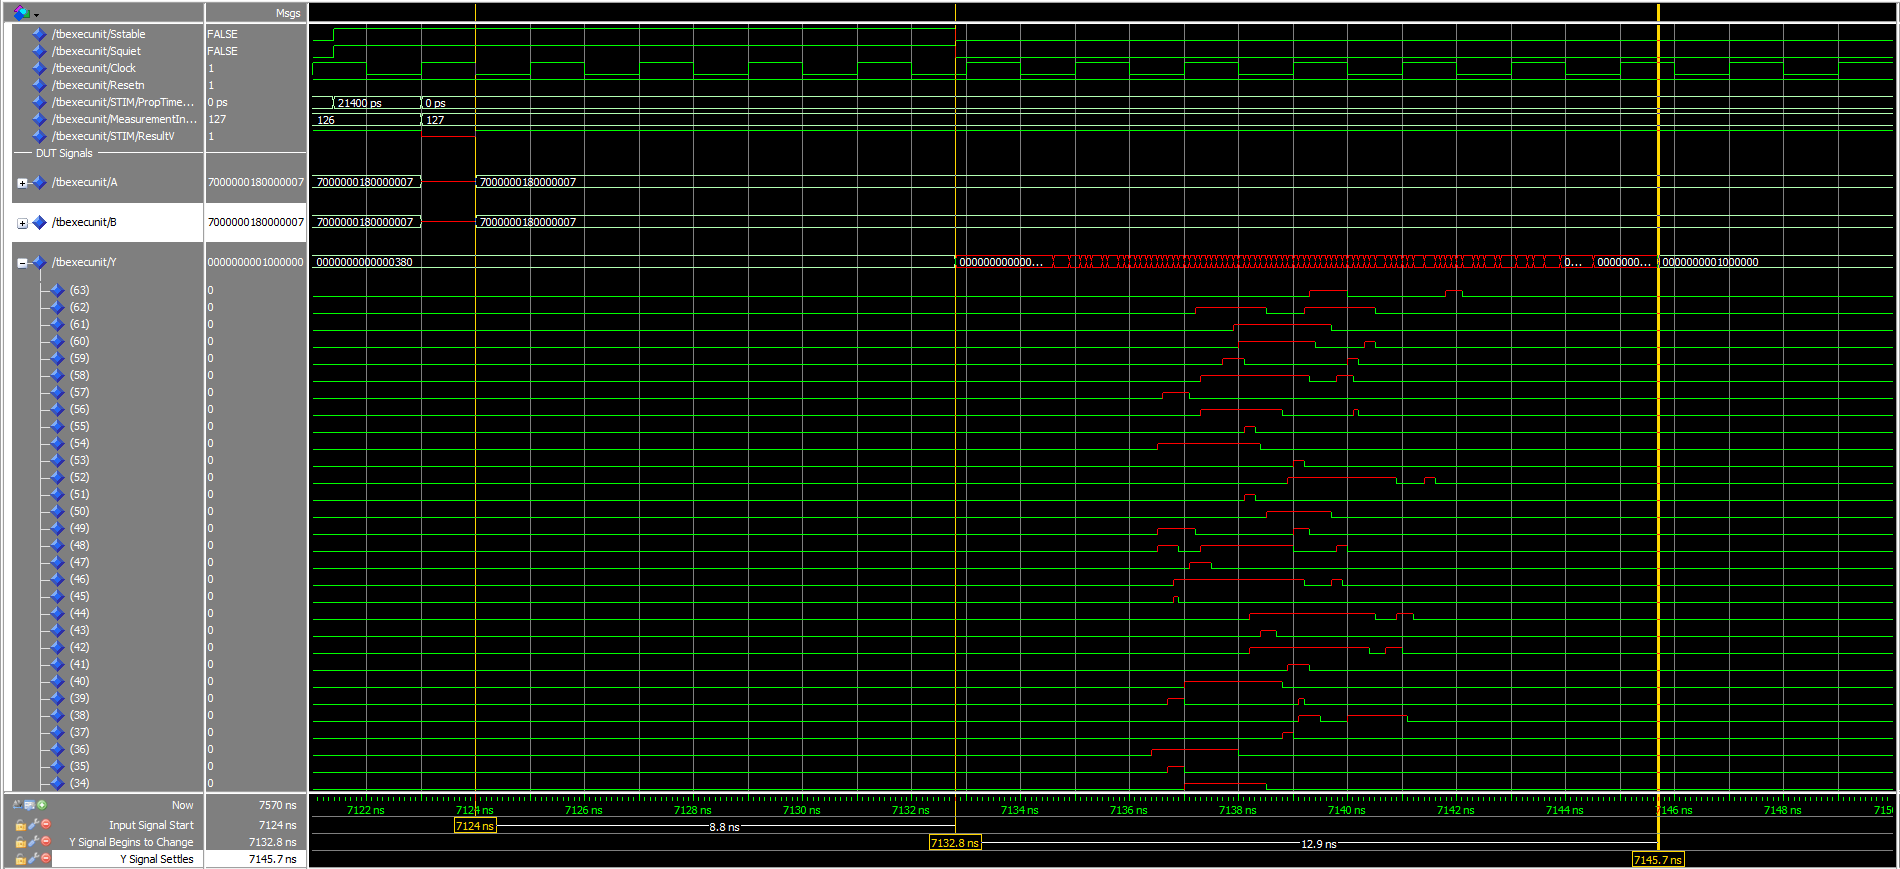 Msgs
/tbexecunit/Sstable FALSE
/tbexecunit/Squiet FALSE
/tbexecunit/Clock 1
/tbexecunit/Resetn 1
/tbexecunit/STIM/PropTime... 0 ps 21400 ps 0 ps
/tbexecunit/MeasurementIn... 127 126 127
/tbexecunit/STIM/ResultV 1
DUT Signals
/tbexecunit/A 7000000180000007 7000000180000007 7000000180000007
/tbexecunit/B 7000000180000007 7000000180000007 7000000180000007
/tbexecunit/Y 0000000001000000 0000000000000380 000000000000... 0... 0000000... 0000000001000000
(63) 0
(62) 0
(61) 0
(60) 0
(59) 0
(58) 0
(57) 0
(56) 0
(55) 0
(54) 0
(53) 0
(52) 0
(51) 0
(50) 0
(49) 0
(48) 0
(47) 0
(46) 0
(45) 0
(44) 0
(43) 0
(42) 0
(41) 0
(40) 0
(39) 0
(38) 0
(37) 0
(36) 0
(35) 0
(34) 0
Now 7570 ns 7122 ns 7124 ns 7126 ns 7128 ns 7130 ns 7132 ns 7134 ns 7136 ns 7138 ns 7140 ns 7142 ns 7144 ns 7146 ns 7148 ns 7150
Input Signal Start 7124 ns 7124 ns 8.8 ns
Y Signal Begins to Change 7132.8 ns 7132.8 ns 12.9 ns
Y Signal Settles 7145.7 ns 7145.7 ns